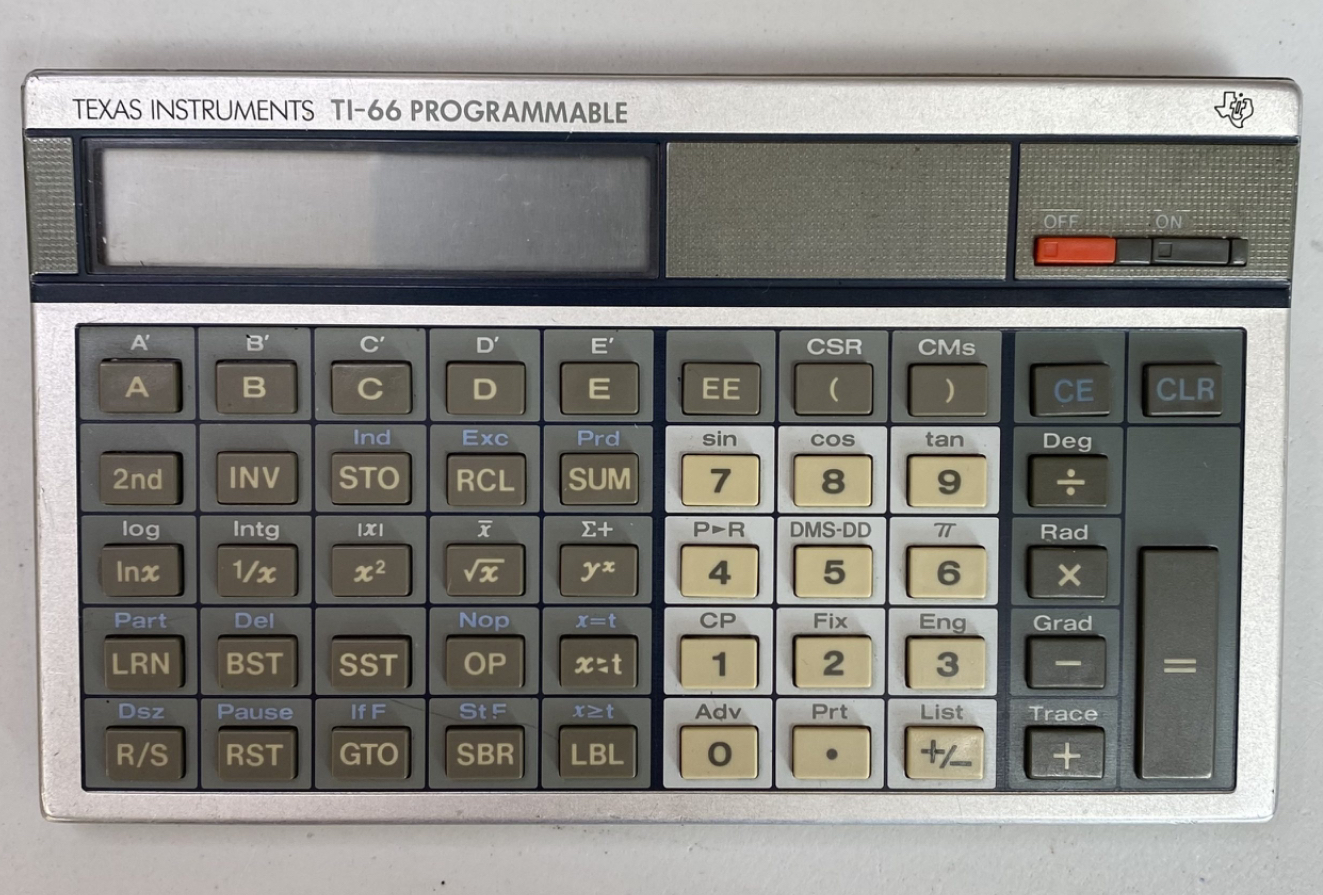 TEXAS INSTRUMENTS TI-66 PROGRAMMABLE
OFF ON
A' B' C' D' E' CSR CMs
A B C D E EE ( ) CE CLR
Ind Exc Prd sin cos tan Deg
2nd INV STO RCL SUM 7 8 9 ÷
log Intg |x| x̅ Σ+ P►R DMS-DD π Rad
lnx 1/x x² √x yˣ 4 5 6 ×
Part Del Nop x=t CP Fix Eng Grad
LRN BST SST OP x:t 1 2 3 − =
Dsz Pause If F St F x≥t Adv Prt List Trace
R/S RST GTO SBR LBL 0 • +/− +